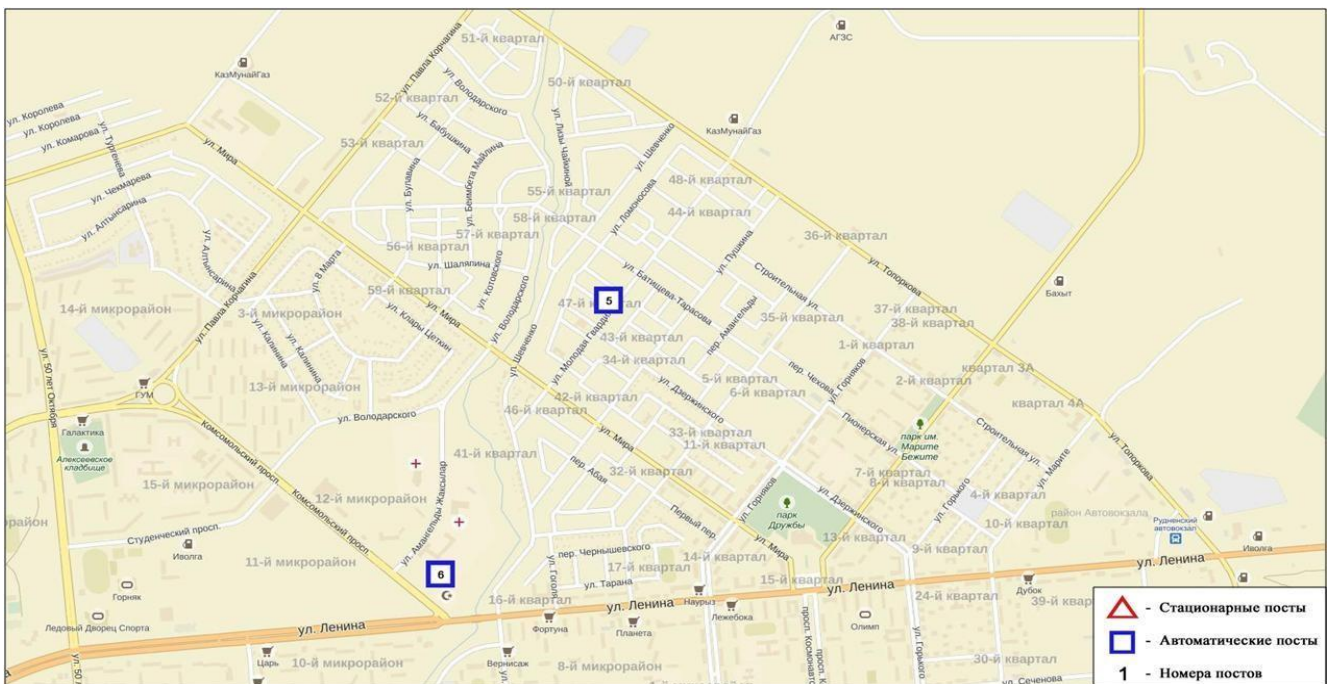 51-й квартал
АГЗС
ул. Павла Корчагина
КазМунайГаз
ул. Володарского
50-й квартал
52-й квартал
ул. Королева
ул. Королева
ул. Комарова
ул. Тургенева
ул. Бабушкина
ул. Лизы Чайкиной
КазМунайГаз
ул. Мира
53-й квартал
ул. Шевченко
ул. Беимбета Майлина
ул. Чекмарева
ул. Булавина
48-й квартал
55-й квартал
ул. Ломоносова
ул. Алтынсарина
44-й квартал
58-й квартал
57-й квартал
36-й квартал
56-й квартал
ул. Пушкина
ул. Алтынсарина
ул. 8 Марта
ул. Шаляпина
ул. Топоркова
ул. Котовского
ул. Батищева-Тарасова
Строительная ул.
59-й квартал
Бахыт
14-й микрорайон
ул. Павла Корчагина
3-й микрорайон
47-й квартал
5
37-й квартал
ул. Мира
ул. Володарского
35-й квартал
38-й квартал
ул. Клары Цеткин
пер. Амангельды
ул. Калинина
ул. Калинина
43-й квартал
1-й квартал
ул. Шевченко
ул. Молодая Гвардия
34-й квартал
ул. 50 лет Октября
квартал 3А
пер. Чехова
ул. Горняков
5-й квартал
2-й квартал
13-й микрорайон
6-й квартал
ГУМ
ул. Дзержинского
42-й квартал
квартал 4А
46-й квартал
ул. Володарского
Пионерская ул.
Галактика
Комсомольский просп.
парк им. Марите Бежите
Строительная ул.
33-й квартал
ул. Мира
11-й квартал
ул. Топоркова
Алексеевское кладбище
41-й квартал
пер. Абая
32-й квартал
7-й квартал
ул. Марите
15-й микрорайон
8-й квартал
12-й микрорайон
ул. Горняков
ул. Дзержинского
ул. Горького
4-й квартал
парк Дружбы
Первый пер.
район Автовокзала
10-й квартал
Студенческий просп.
ул. Амангельды Жаксылар
Рудненский автовокзал
13-й квартал
Иволга
ул. Мира
пер. Чернышевского
9-й квартал
Иволга
14-й квартал
11-й микрорайон
17-й квартал
ул. Ленина
6
ул. Гоголя
ул. Тарана
15-й квартал
Горняк
16-й квартал
ул. Ленина
Наурыз
24-й квартал
Дубок
39-й квар
Лежебока
Ледовый Дворец Спорта
ул. Ленина
Фортуна
Планета
Олимп
Царь
Вернисаж
10-й микрорайон
8-й микрорайон
ул. Горького
30-й квартал
ул. Сеченова
- Стационарные посты
- Автоматические посты
1 - Номера постов